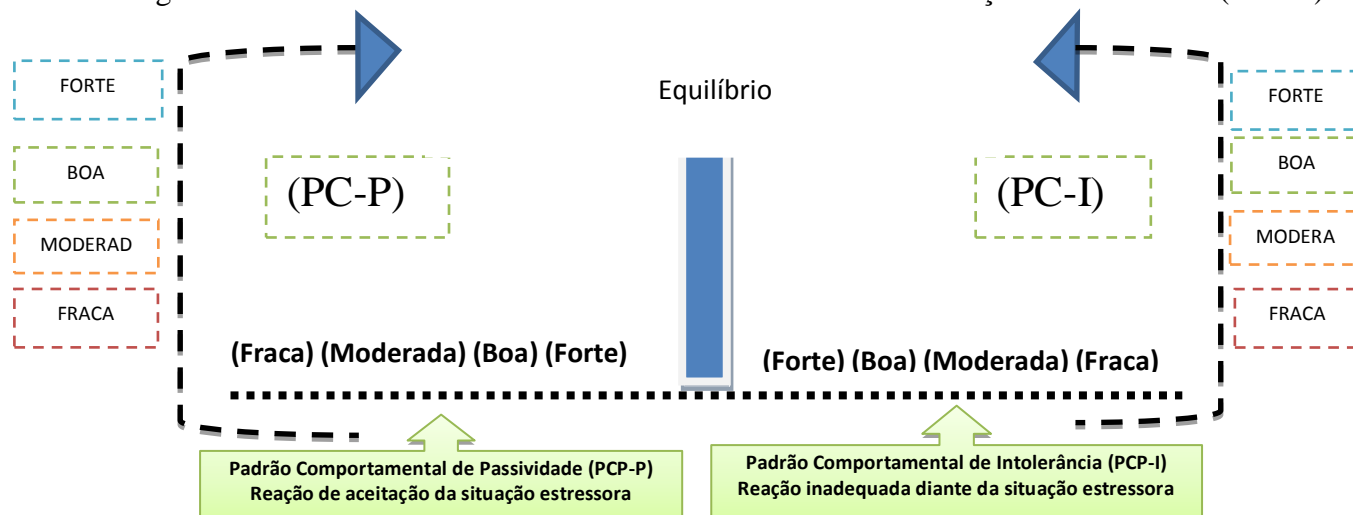 FORTE
BOA
MODERAD
FRACA
(PC-P)
Equilíbrio
(PC-I)
FORTE
BOA
MODERA
FRACA
(Fraca) (Moderada) (Boa) (Forte)
(Forte) (Boa) (Moderada) (Fraca)
Padrão Comportamental de Passividade (PCP-P)
Reação de aceitação da situação estressora
Padrão Comportamental de Intolerância (PCP-I)
Reação inadequada diante da situação estressora